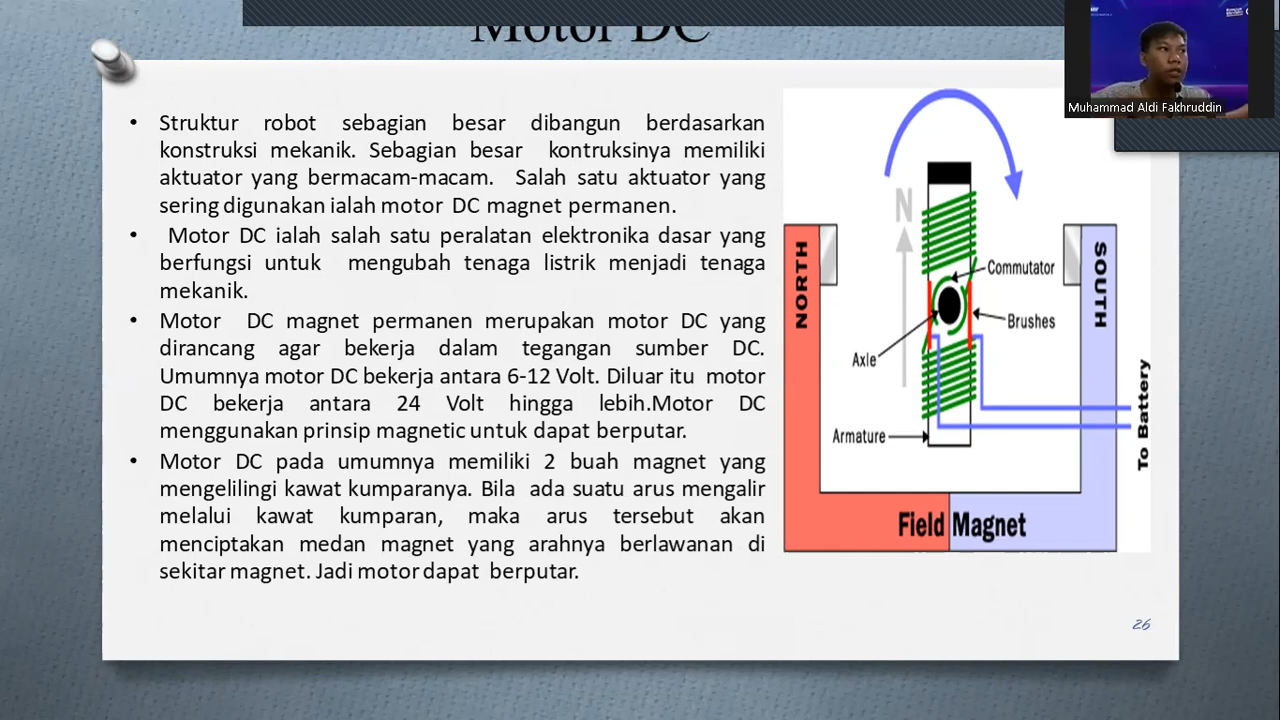 Motor DC
Muhammad Aldi Fakhruddin
• Struktur robot sebagian besar dibangun berdasarkan
konstruksi mekanik. Sebagian besar kontruksinya memiliki
aktuator yang bermacam-macam. Salah satu aktuator yang
sering digunakan ialah motor DC magnet permanen.
• Motor DC ialah salah satu peralatan elektronika dasar yang
berfungsi untuk mengubah tenaga listrik menjadi tenaga
mekanik.
• Motor DC magnet permanen merupakan motor DC yang
dirancang agar bekerja dalam tegangan sumber DC.
Umumnya motor DC bekerja antara 6-12 Volt. Diluar itu motor
DC bekerja antara 24 Volt hingga lebih.Motor DC
menggunakan prinsip magnetic untuk dapat berputar.
• Motor DC pada umumnya memiliki 2 buah magnet yang
mengelilingi kawat kumparanya. Bila ada suatu arus mengalir
melalui kawat kumparan, maka arus tersebut akan
menciptakan medan magnet yang arahnya berlawanan di
sekitar magnet. Jadi motor dapat berputar.
N
NORTH
SOUTH
Commutator
Brushes
Axle
Armature
To Battery
Field Magnet
26